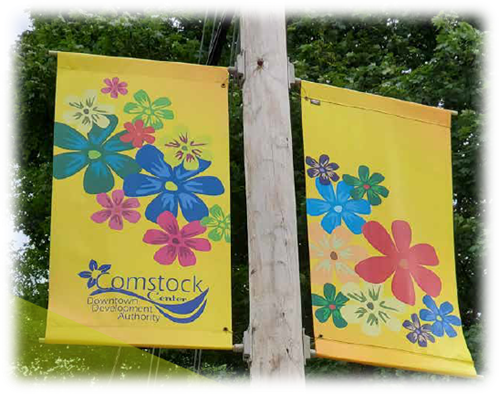 Comstock
Center
Downtown
Development
Authority